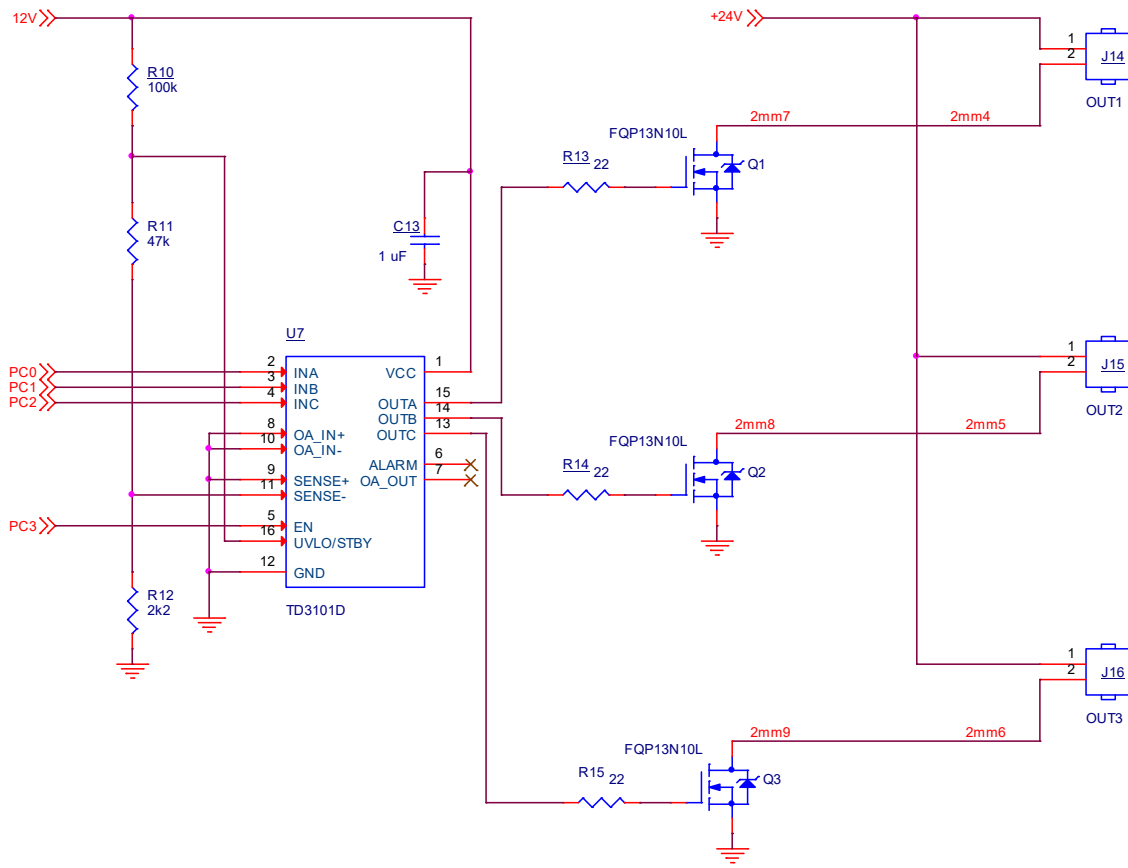 12V
+24V
R10
100k
R11
47k
C13
1 uF
U7
PC0
PC1
PC2
PC3
2
3
4
8
10
9
11
5
16
12
INA
INB
INC
OA_IN+
OA_IN-
SENSE+
SENSE-
EN
UVLO/STBY
GND
VCC
OUTA
OUTB
OUTC
ALARM
OA_OUT
1
15
14
13
6
7
TD3101D
R12
2k2
FQP13N10L
R13
22
Q1
2mm7
2mm4
1
2
J14
OUT1
FQP13N10L
R14
22
Q2
2mm8
2mm5
1
2
J15
OUT2
FQP13N10L
R15
22
Q3
2mm9
2mm6
1
2
J16
OUT3